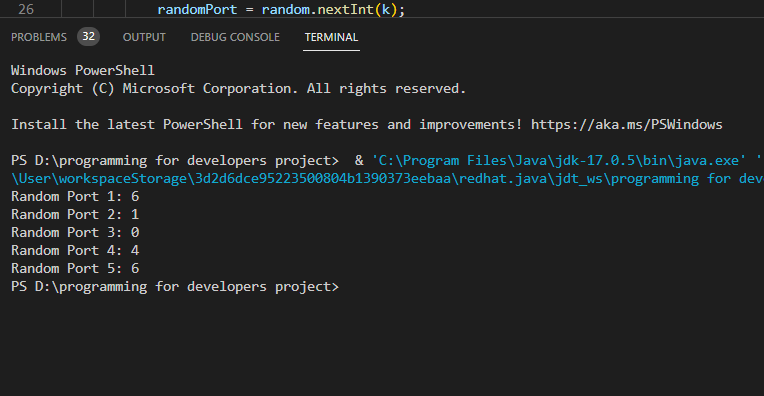 26 randomPort = random.nextInt(k);
PROBLEMS 32 OUTPUT DEBUG CONSOLE TERMINAL
Windows PowerShell
Copyright (C) Microsoft Corporation. All rights reserved.
Install the latest PowerShell for new features and improvements! https://aka.ms/PSWindows
PS D:\programming for developers project>  & 'C:\Program Files\Java\jdk-17.0.5\bin\java.exe' '
\User\workspaceStorage\3d2d6dce95223500804b1390373eebaa\redhat.java\jdt_ws\programming for dev
Random Port 1: 6
Random Port 2: 1
Random Port 3: 0
Random Port 4: 4
Random Port 5: 6
PS D:\programming for developers project>